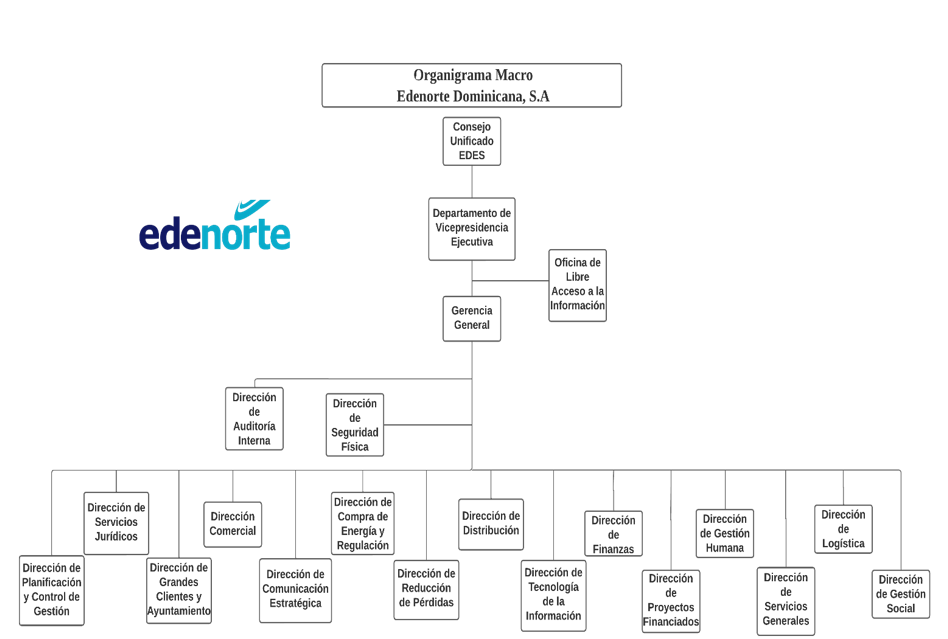 Organigrama Macro
Edenorte Dominicana, S.A
Consejo
Unificado
EDES
edenorte
Departamento de
Vicepresidencia
Ejecutiva
Oficina de
Libre
Acceso a la
Información
Gerencia
General
Dirección
de
Auditoría
Interna
Dirección
de
Seguridad
Física
Dirección de
Planificación
y Control de
Gestión
Dirección de
Servicios
Jurídicos
Dirección de
Grandes
Clientes y
Ayuntamiento
Dirección
Comercial
Dirección de
Comunicación
Estratégica
Dirección de
Compra de
Energía y
Regulación
Dirección de
Reducción
de Pérdidas
Dirección de
Distribución
Dirección de
Tecnología
de la
Información
Dirección
de
Finanzas
Dirección
de
Proyectos
Financiados
Dirección
de Gestión
Humana
Dirección
de
Servicios
Generales
Dirección
de
Logística
Dirección
de Gestión
Social